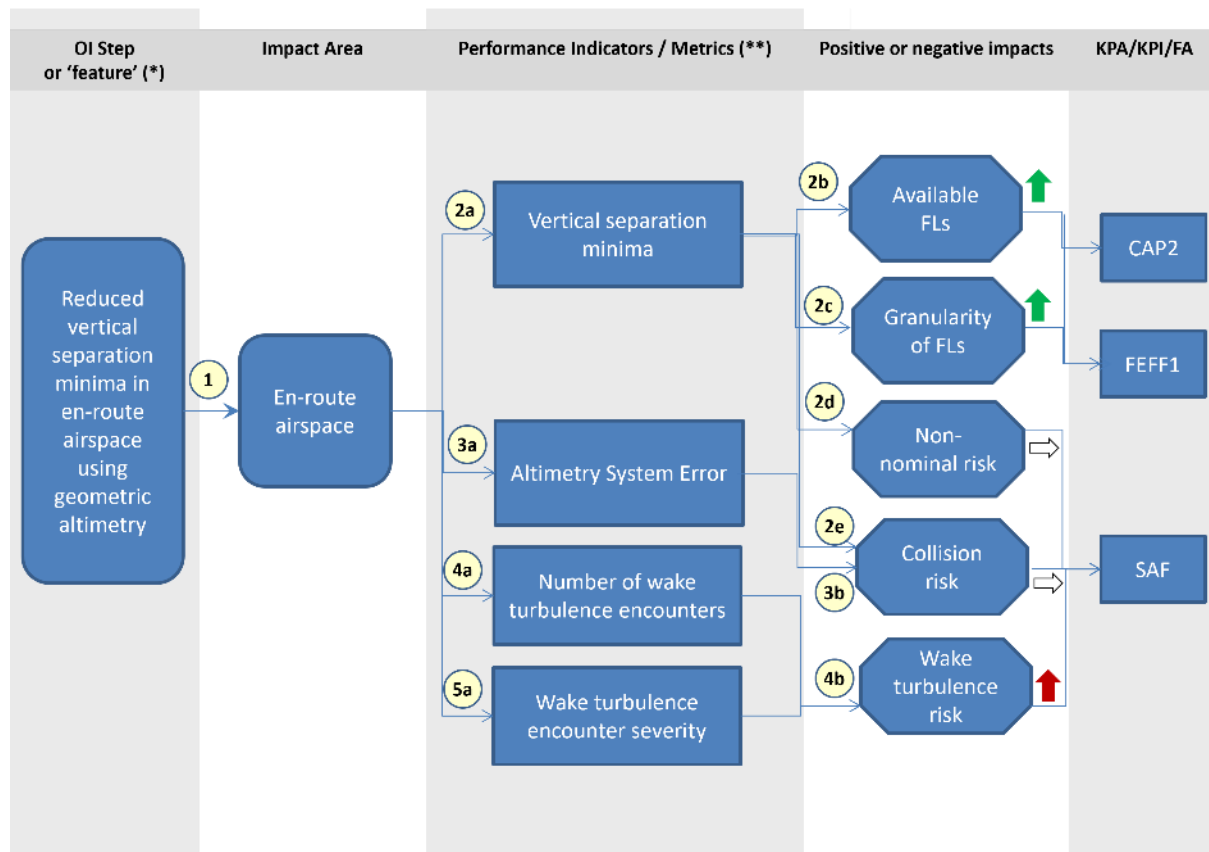 OI Step
or ‘feature’ (*)
Impact Area
Performance Indicators / Metrics (**)
Positive or negative impacts
KPA/KPI/FA
Reduced
vertical
separation
minima in
en-route
airspace
using
geometric
altimetry
1
En-route
airspace
2a
Vertical separation
minima
3a
Altimetry System Error
4a
Number of wake
turbulence encounters
5a
Wake turbulence
encounter severity
2b
Available
FLs
2c
Granularity
of FLs
2d
Non-
nominal risk
2e
3b
Collision
risk
4b
Wake
turbulence
risk
CAP2
FEFF1
SAF